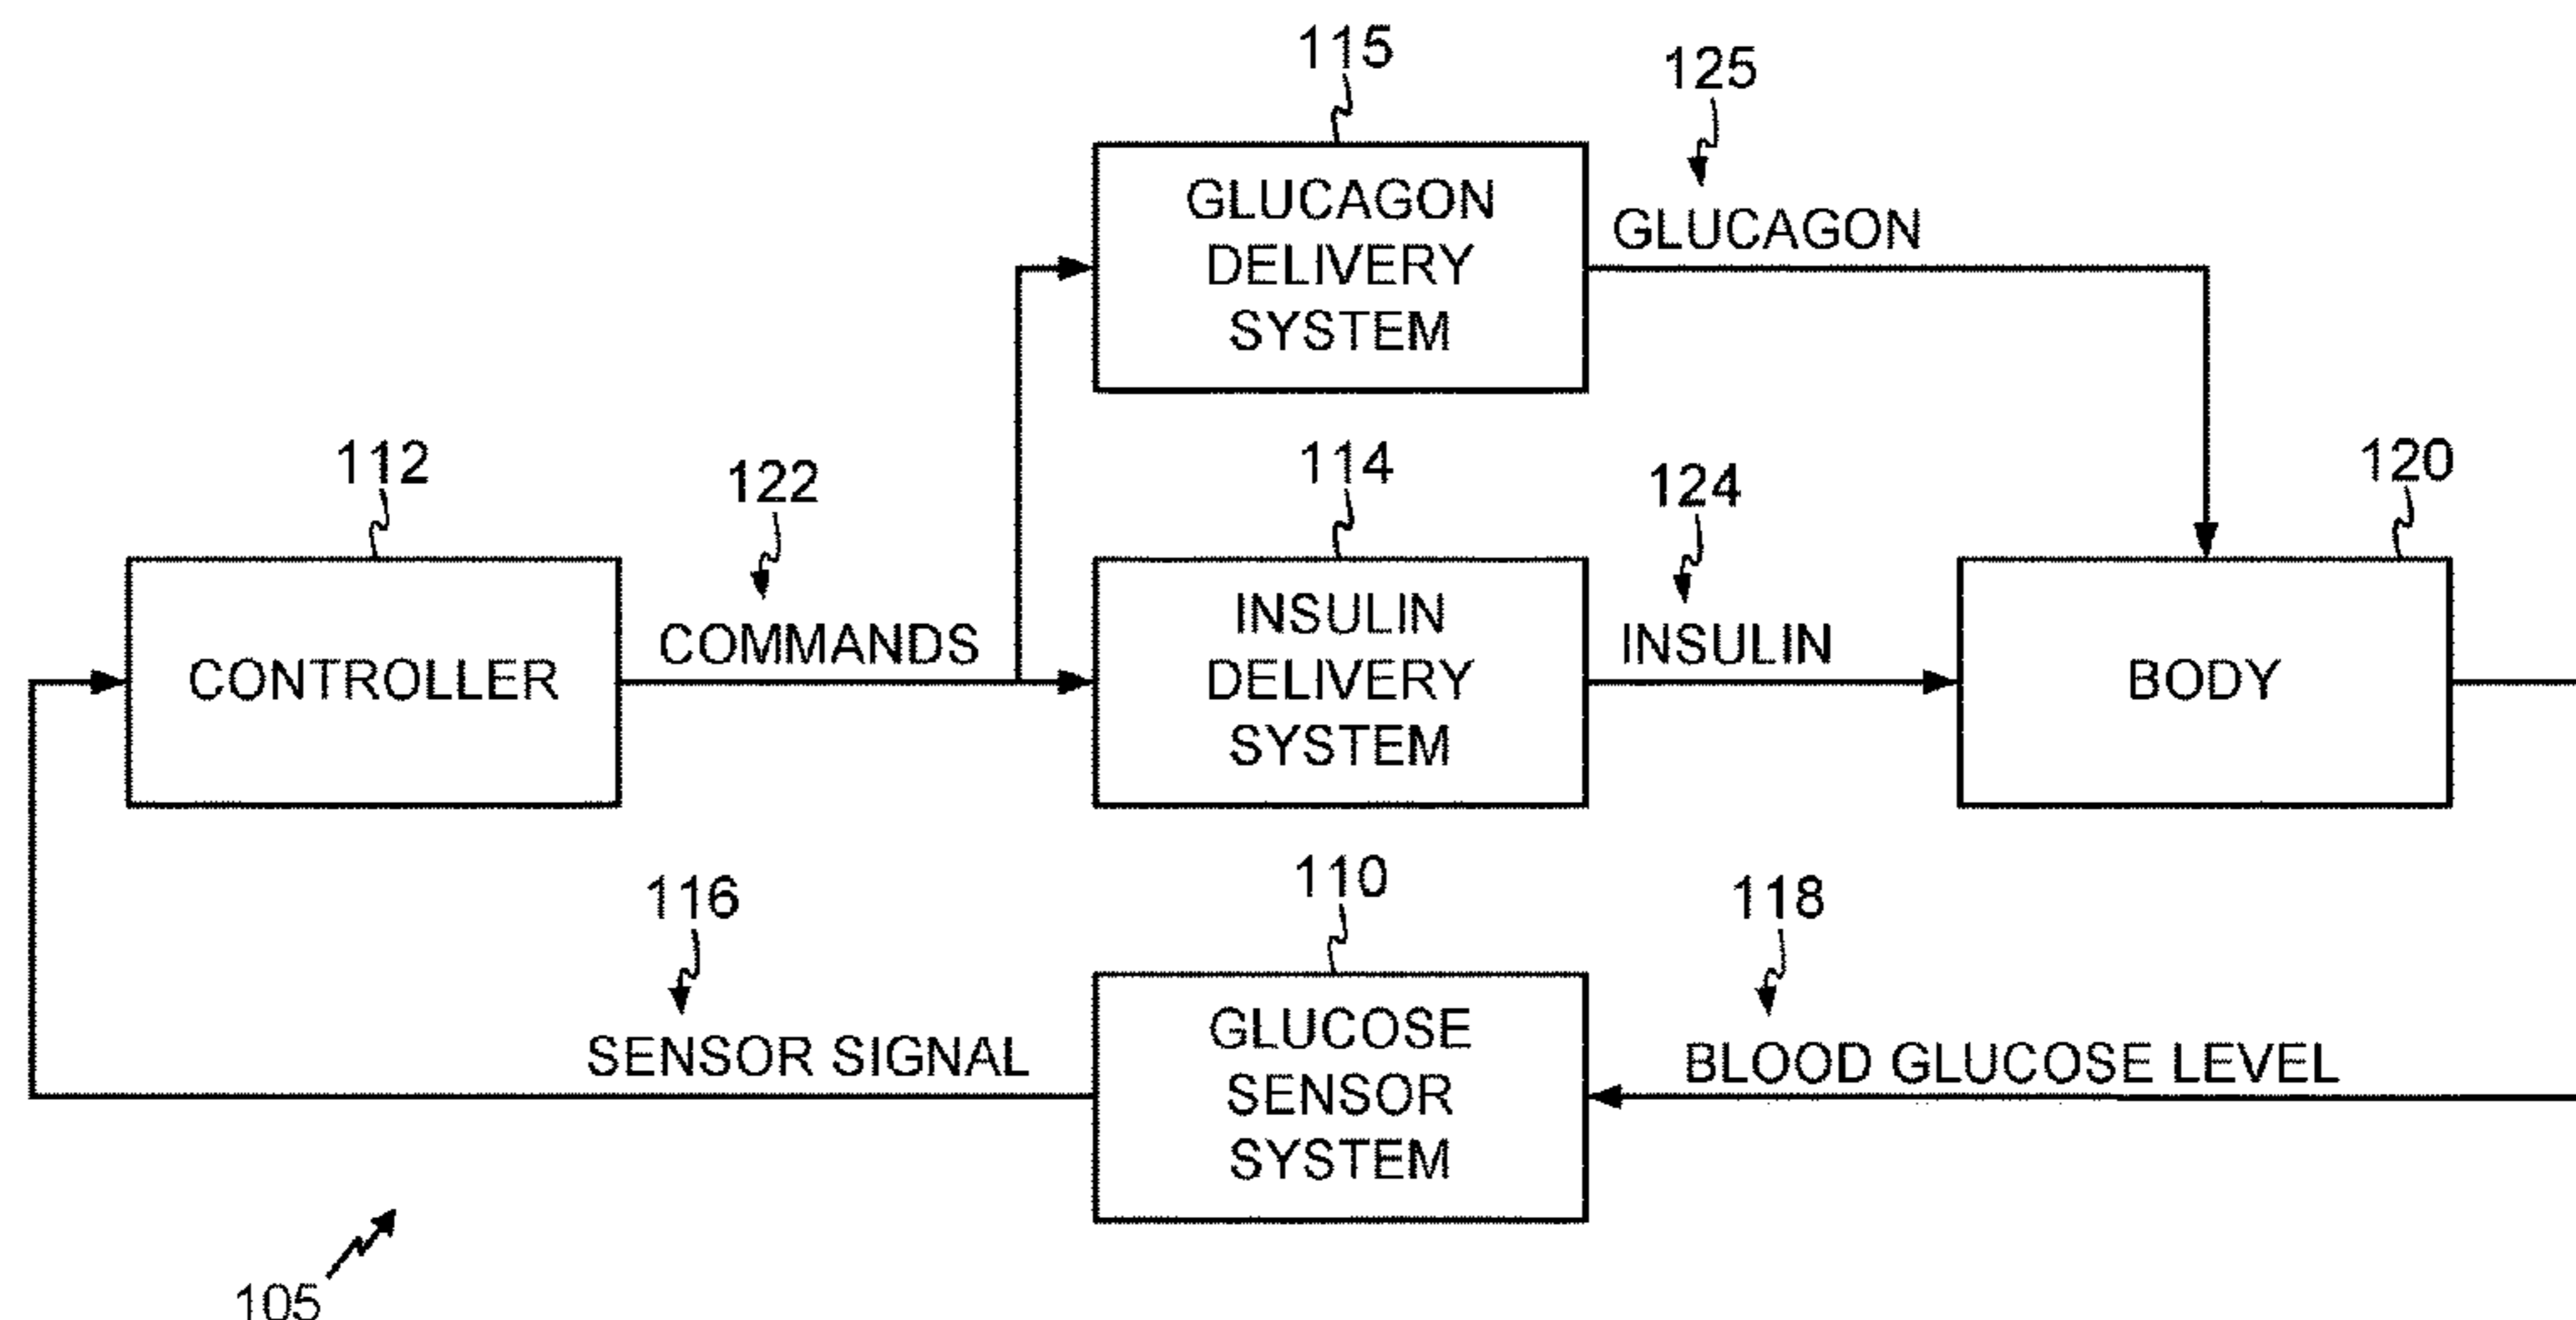 115
125
GLUCAGON
DELIVERY
SYSTEM
GLUCAGON
112
122
114
124
120
CONTROLLER
COMMANDS
INSULIN
DELIVERY
SYSTEM
INSULIN
BODY
116
110
118
SENSOR SIGNAL
GLUCOSE
SENSOR
SYSTEM
BLOOD GLUCOSE LEVEL
105